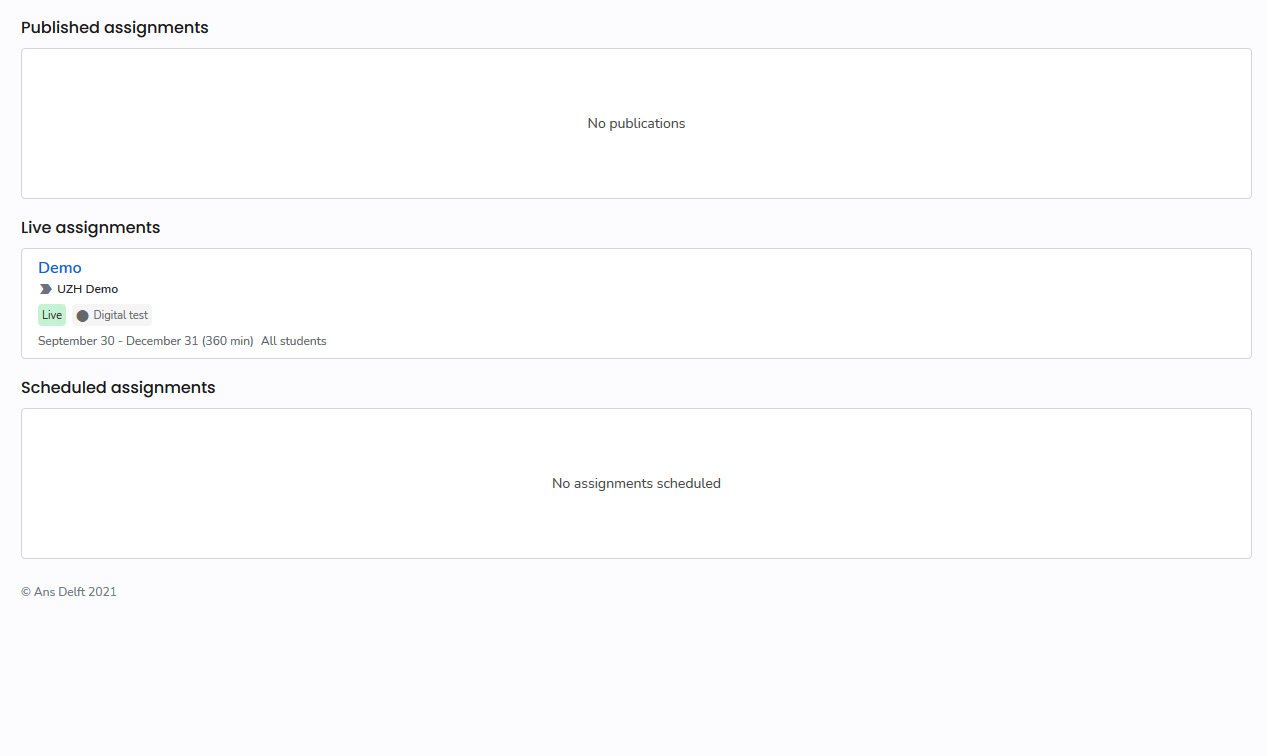 Published assignments
No publications
Live assignments
Demo
UZH Demo
Live Digital test
September 30 - December 31 (360 min) All students
Scheduled assignments
No assignments scheduled
© Ans Delft 2021